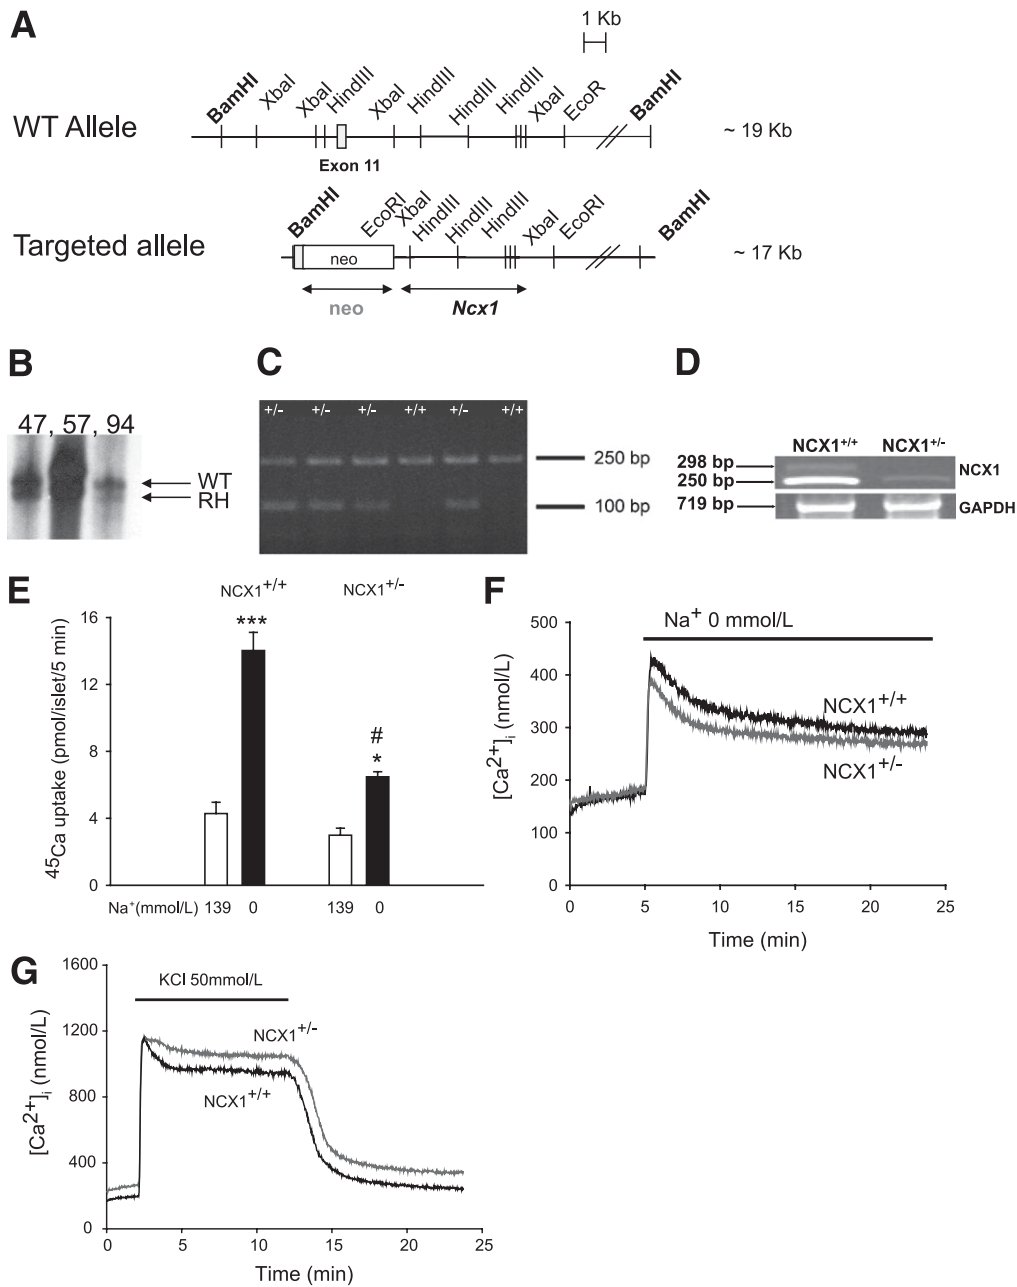 A
1 Kb
WT Allele
BamHI XbaI XbaI HindIII XbaI HindIII HindIII HindIII XbaI EcoR BamHI
~ 19 Kb
Exon 11
Targeted allele
BamHI EcoRI XbaI HindIII HindIII HindIII XbaI EcoRI BamHI
~ 17 Kb
neo
neo
Ncx1
B
47, 57, 94
WT
RH
C
+/- +/- +/- +/+ +/- +/+
250 bp
100 bp
D
NCX1+/+ NCX1+/-
298 bp
250 bp
NCX1
719 bp
GAPDH
E
NCX1+/+ NCX1+/-
45Ca uptake (pmol/islet/5 min)
16
12
8
4
0
***
#
*
Na+(mmol/L) 139 0 139 0
F
Na+ 0 mmol/L
[Ca2+]i (nmol/L)
500
400
300
200
100
0
NCX1+/+
NCX1+/-
0 5 10 15 20 25
Time (min)
G
KCl 50mmol/L
[Ca2+]i (nmol/L)
1600
1200
800
400
0
NCX1+/-
NCX1+/+
0 5 10 15 20 25
Time (min)